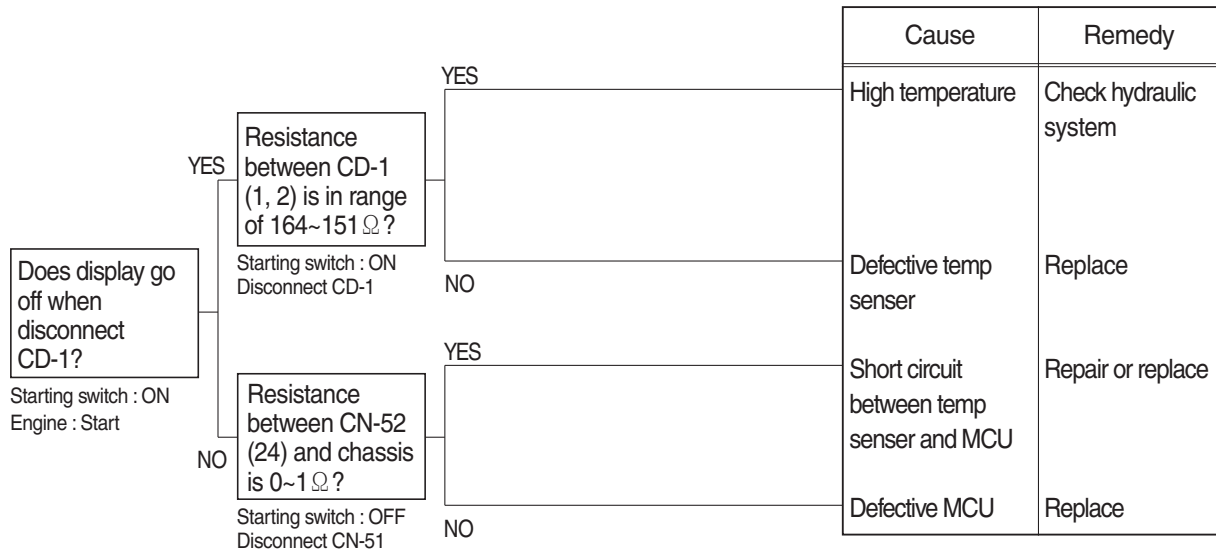 Cause
Remedy
YES
High temperature
Check hydraulic
system
Resistance
between CD-1
(1, 2) is in range
of 164~151Ω?
YES
Starting switch : ON
Disconnect CD-1
NO
Defective temp
senser
Replace
Does display go
off when
disconnect
CD-1?
Starting switch : ON
Engine : Start
YES
Short circuit
between temp
senser and MCU
Repair or replace
Resistance
between CN-52
(24) and chassis
is 0~1Ω?
NO
Starting switch : OFF
Disconnect CN-51
NO
Defective MCU
Replace